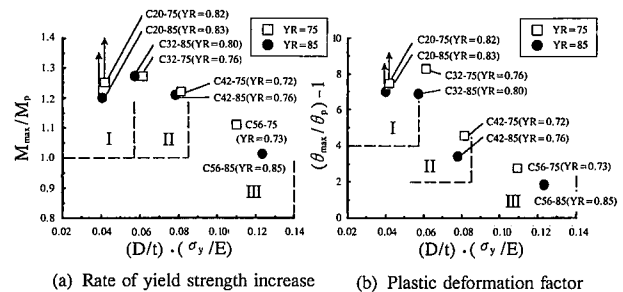 C20-75(YR=0.82)
C20-85(YR=0.83)
C32-85(YR=0.80)
C32-75(YR=0.76)
YR=75
YR=85
C42-75(YR=0.72)
C42-85(YR=0.76)
C56-75
(YR=0.73)
C56-85(YR=0.85)
I
II
III
1.4
1.3
1.2
1.1
1.0
0.9
0.8
M_max/M_p
0.02 0.04 0.06 0.08 0.10 0.12 0.14
(D/t)·(σ_y/E)
(a) Rate of yield strength increase
C20-75(YR=0.82)
C20-85(YR=0.83)
YR=75
YR=85
C32-75(YR=0.76)
C32-85(YR=0.80)
C42-75(YR=0.72)
C42-85(YR=0.76)
C56-75(YR=0.73)
C56-85(YR=0.85)
I
II
III
10
8
6
4
2
0
(θ_max/θ_p)-1
0.02 0.04 0.06 0.08 0.10 0.12 0.14
(D/t)·(σ_y/E)
(b) Plastic deformation factor